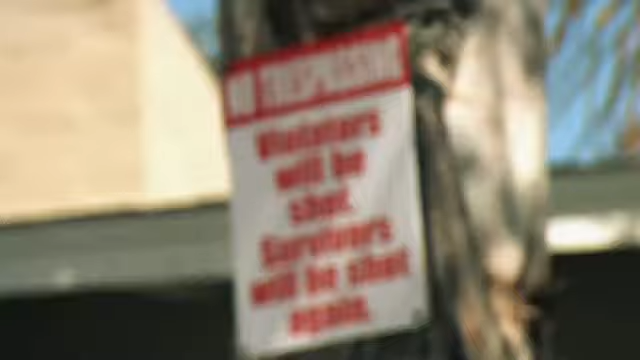 NO TRESPASSING
Violators
will be
shot.
Survivors
will be shot
again.